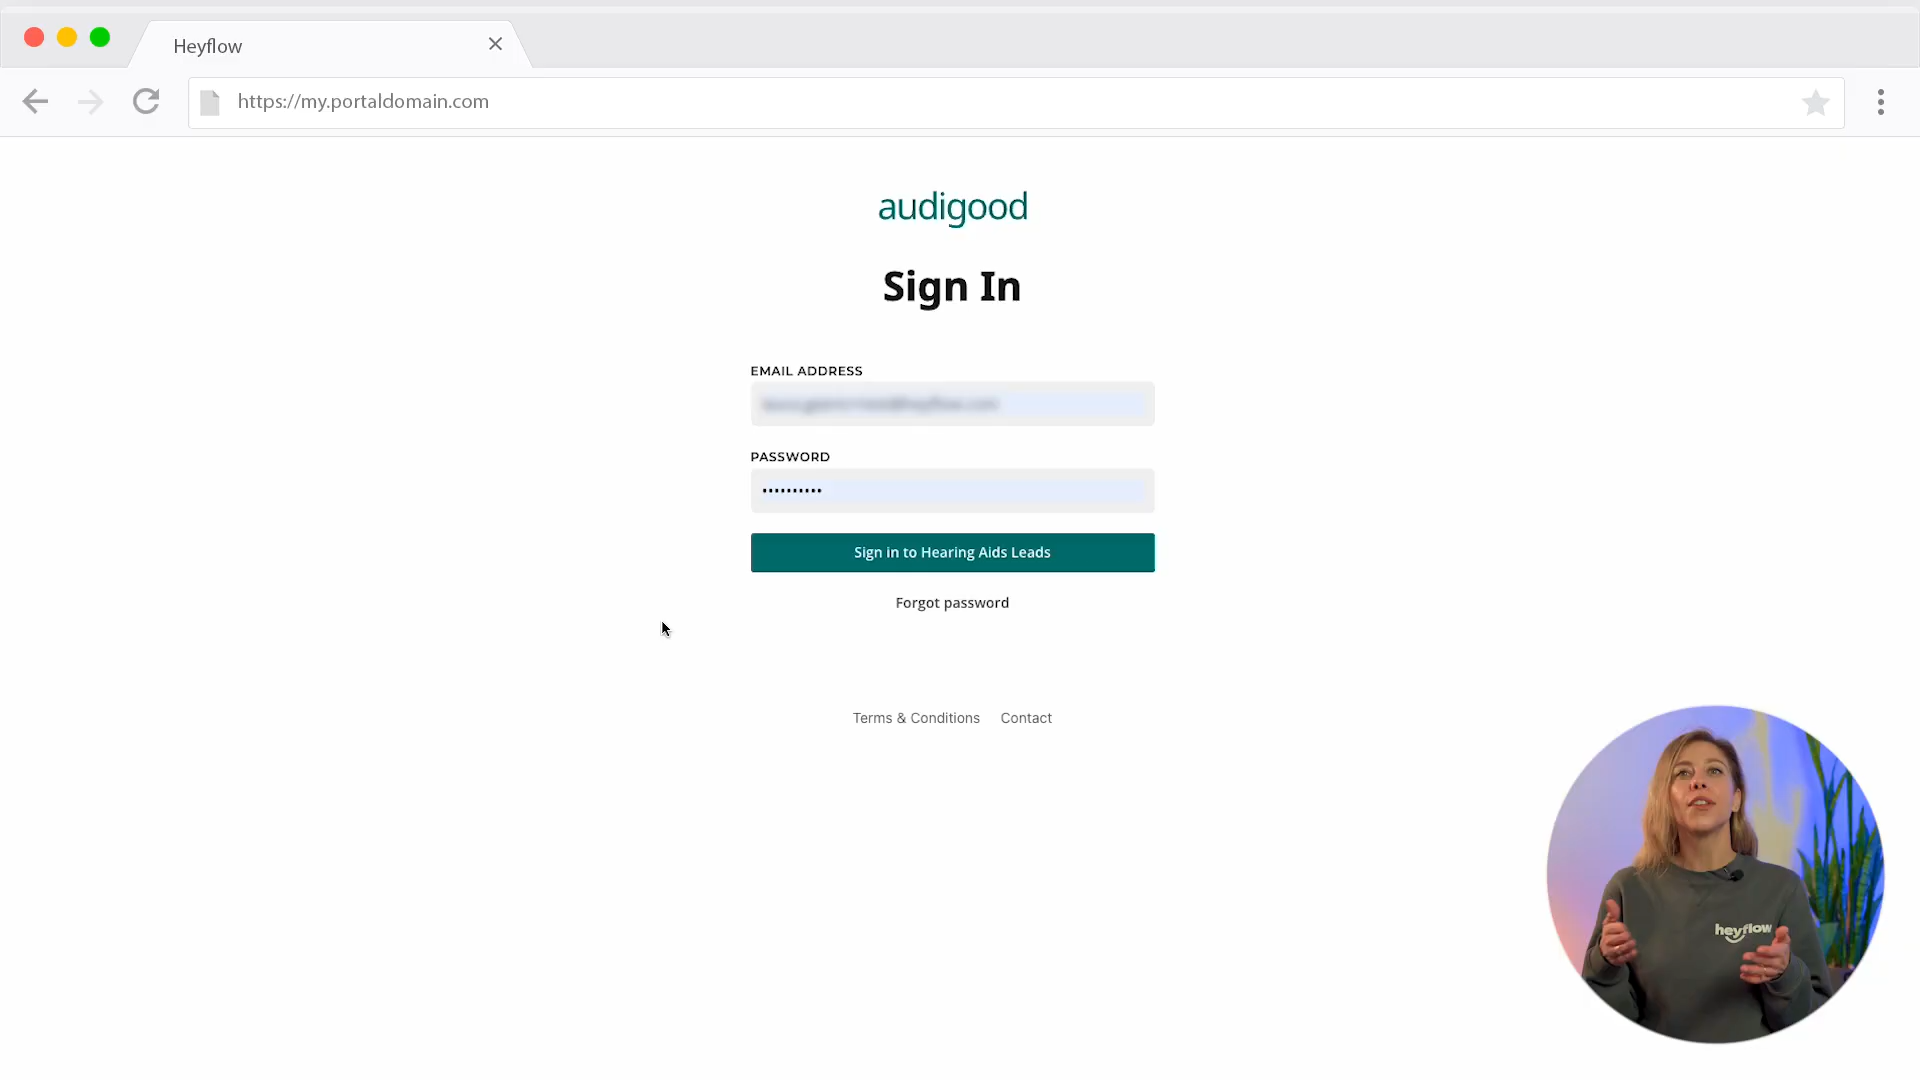 Heyflow
https://my.portaldomain.com
audigood
Sign In
EMAIL ADDRESS
PASSWORD
••••••••••
Sign in to Hearing Aids Leads
Forgot password
Terms & Conditions Contact
heyflow